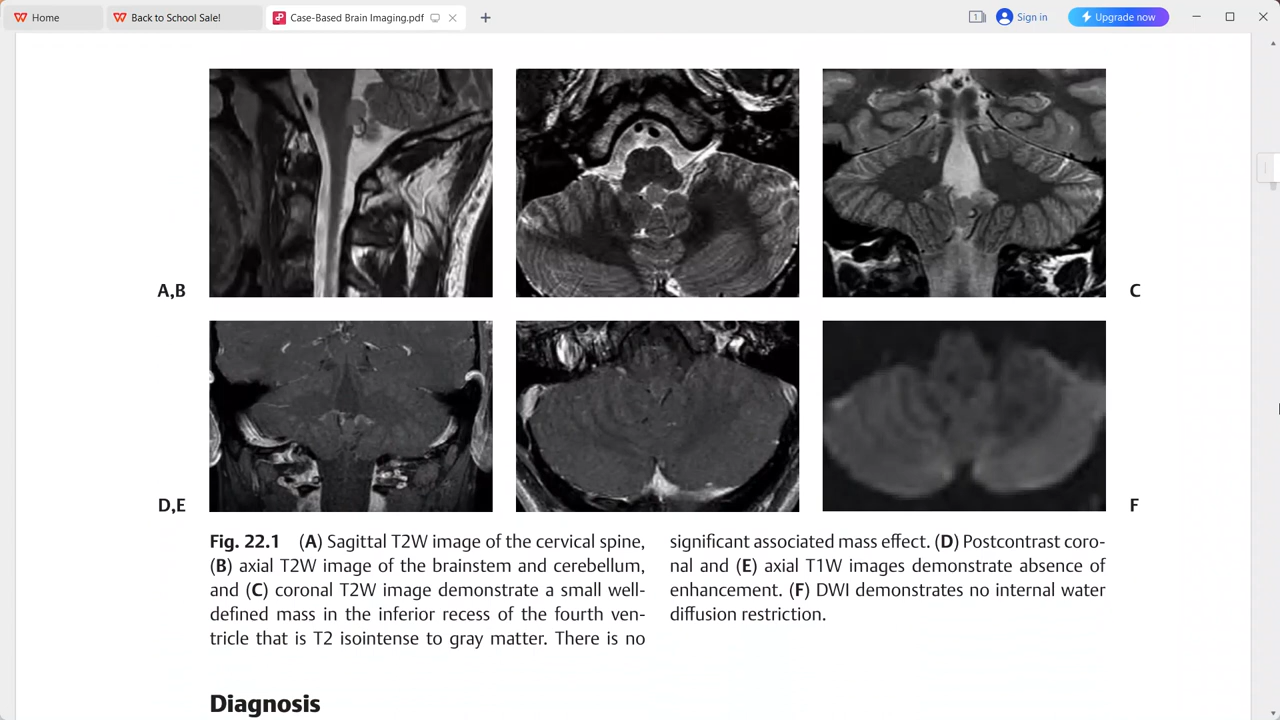 Home
Back to School Sale!
Case-Based Brain Imaging.pdf
1
Sign in
Upgrade now
A,B
C
D,E
F
Fig. 22.1 (A) Sagittal T2W image of the cervical spine,
(B) axial T2W image of the brainstem and cerebellum,
and (C) coronal T2W image demonstrate a small well-
defined mass in the inferior recess of the fourth ven-
tricle that is T2 isointense to gray matter. There is no
significant associated mass effect. (D) Postcontrast coro-
nal and (E) axial T1W images demonstrate absence of
enhancement. (F) DWI demonstrates no internal water
diffusion restriction.
Diagnosis